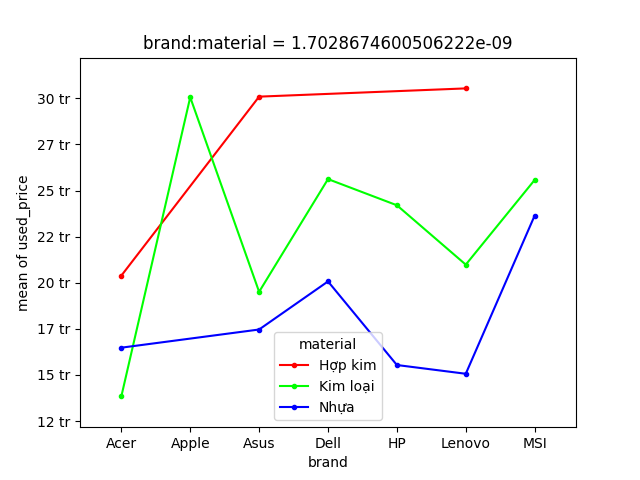 brand:material = 1.7028674600506222e-09
mean of used_price
30 tr
27 tr
25 tr
22 tr
20 tr
17 tr
15 tr
12 tr
material
Hợp kim
Kim loại
Nhựa
Acer Apple Asus Dell HP Lenovo MSI
brand